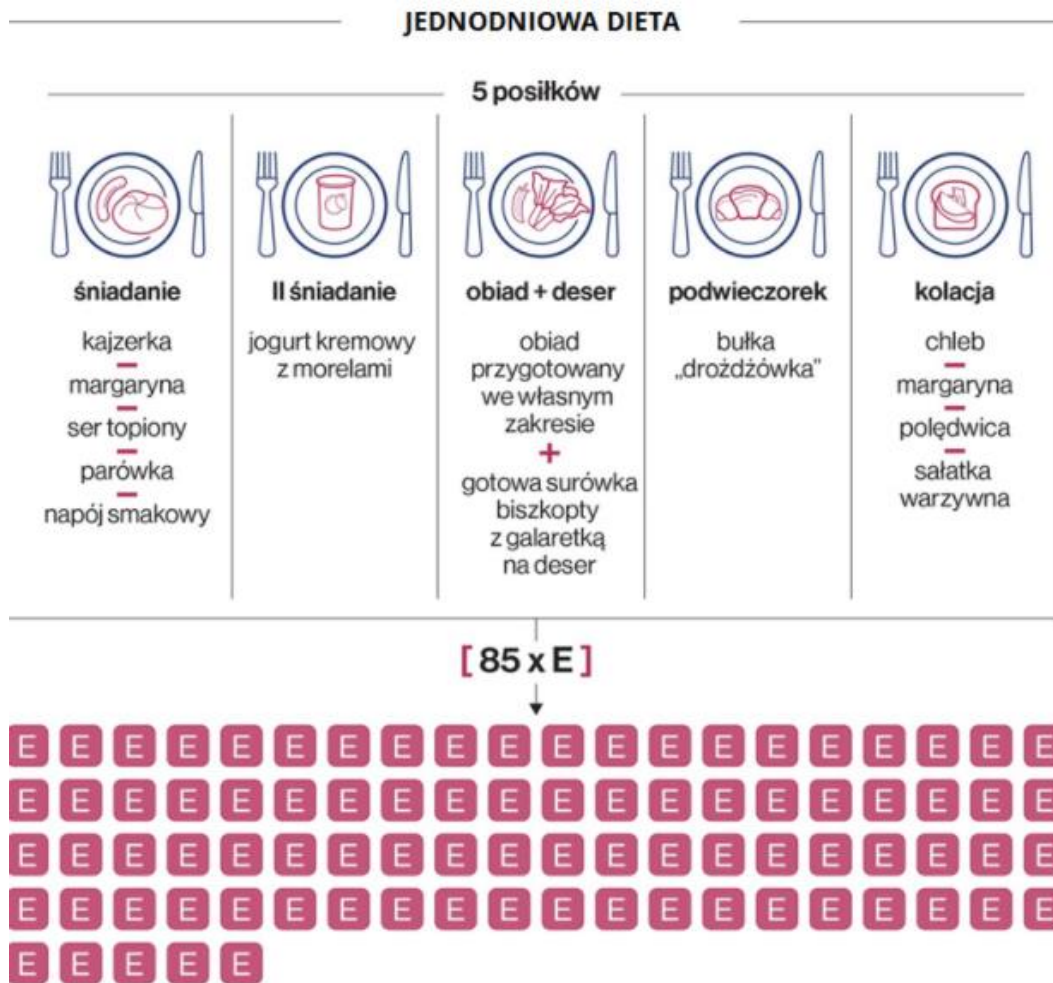 JEDNODNIOWA DIETA
5 posiłków
śniadanie
kajzerka
margaryna
ser topiony
parówka
napój smakowy
II śniadanie
jogurt kremowy
z morelami
obiad + deser
obiad
przygotowany
we własnym
zakresie
+
gotowa surówka
biszkopty
z galaretką
na deser
podwieczorek
bułka
„drożdżówka”
kolacja
chleb
margaryna
polędwica
sałatka
warzywna
[ 85 x E ]
E E E E E E E E E E E E E E E E E E E E
E E E E E E E E E E E E E E E E E E E E
E E E E E E E E E E E E E E E E E E E E
E E E E E E E E E E E E E E E E E E E E
E E E E E